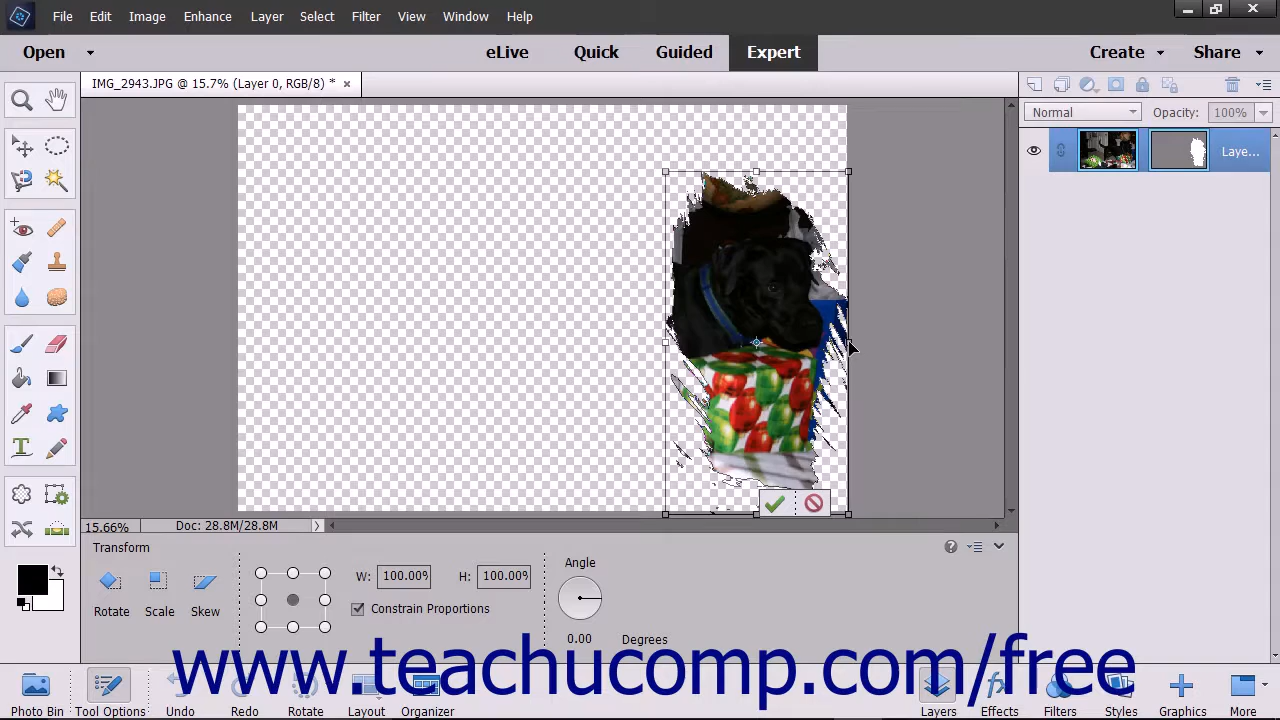 File Edit Image Enhance Layer Select Filter View Window Help
Open eLive Quick Guided Expert Create Share
IMG_2943.JPG @ 15.7% (Layer 0, RGB/8) * ×
Normal Opacity: 100%
Laye...
15.66% Doc: 28.8M/28.8M
Transform
Angle
W: 100.00% H: 100.00%
Rotate Scale Skew
Constrain Proportions
0.00 Degrees
www.teachucomp.com/free
Photo Bin Tool Options Undo Redo Rotate Layout Organizer Layers Effects Filters Styles Graphics More